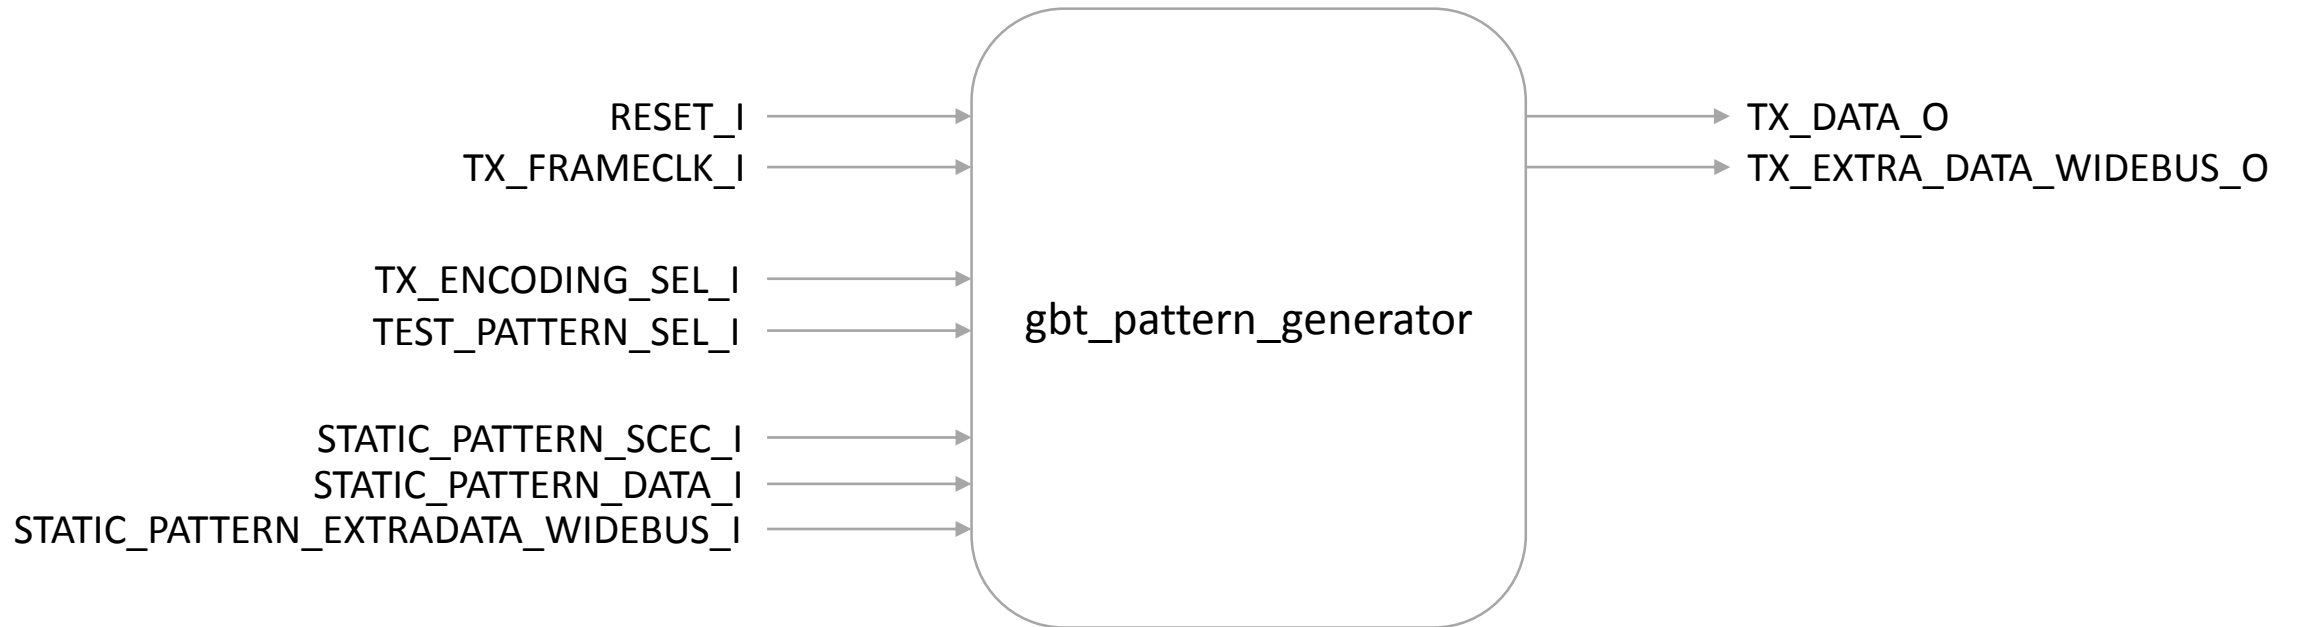 RESET_I
TX_FRAMECLK_I
TX_ENCODING_SEL_I
TEST_PATTERN_SEL_I
STATIC_PATTERN_SCEC_I
STATIC_PATTERN_DATA_I
STATIC_PATTERN_EXTRADATA_WIDEBUS_I
gbt_pattern_generator
TX_DATA_O
TX_EXTRA_DATA_WIDEBUS_O